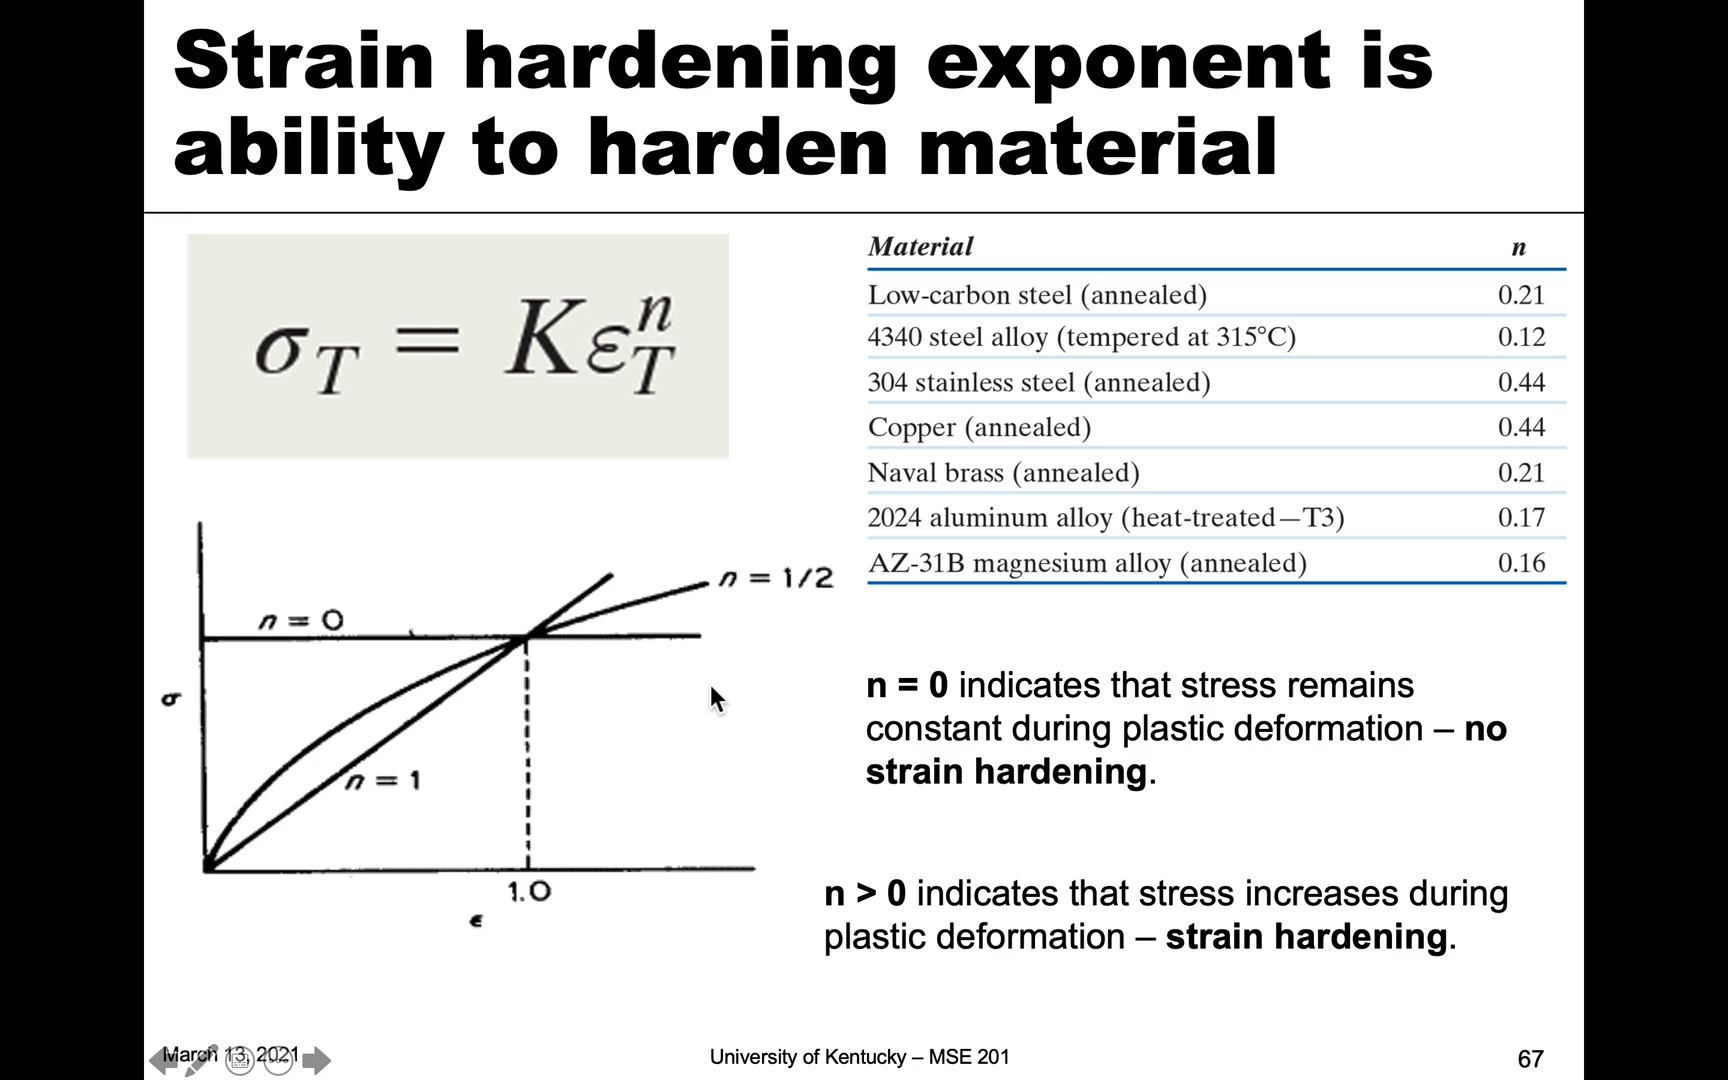 Strain hardening exponent is
ability to harden material
σ_T = Kε_T^n
Material n
Low-carbon steel (annealed) 0.21
4340 steel alloy (tempered at 315°C) 0.12
304 stainless steel (annealed) 0.44
Copper (annealed) 0.44
Naval brass (annealed) 0.21
2024 aluminum alloy (heat-treated—T3) 0.17
AZ-31B magnesium alloy (annealed) 0.16
n = 1/2
n = 0
σ
n = 1
1.0
ϵ
n = 0 indicates that stress remains
constant during plastic deformation – no
strain hardening.
n > 0 indicates that stress increases during
plastic deformation – strain hardening.
March 13, 2021
University of Kentucky – MSE 201
67